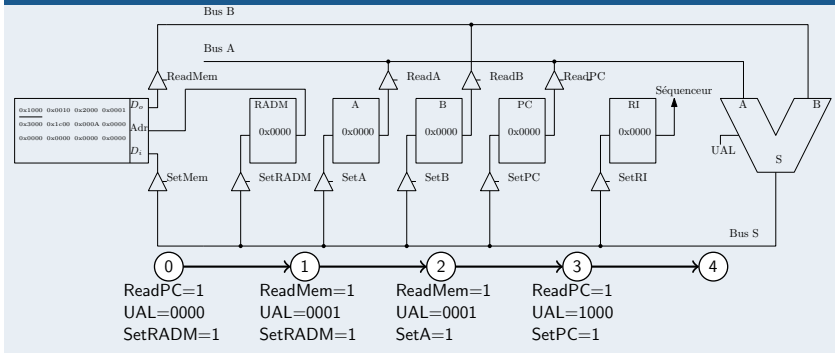 Bus B
Bus A
ReadMem
ReadA
ReadB
ReadPC
Séquenceur
0x1000 0x0010 0x2000 0x0001
0x3000 0x1c00 0x000A 0x0000
0x0000 0x0000 0x0000 0x0000
Do
Adr
Di
RADM
0x0000
A
0x0000
B
0x0000
PC
0x0000
RI
0x0000
A
B
UAL
S
SetMem
SetRADM
SetA
SetB
SetPC
SetRI
Bus S
0
1
2
3
4
ReadPC=1
UAL=0000
SetRADM=1
ReadMem=1
UAL=0001
SetRADM=1
ReadMem=1
UAL=0001
SetA=1
ReadPC=1
UAL=1000
SetPC=1